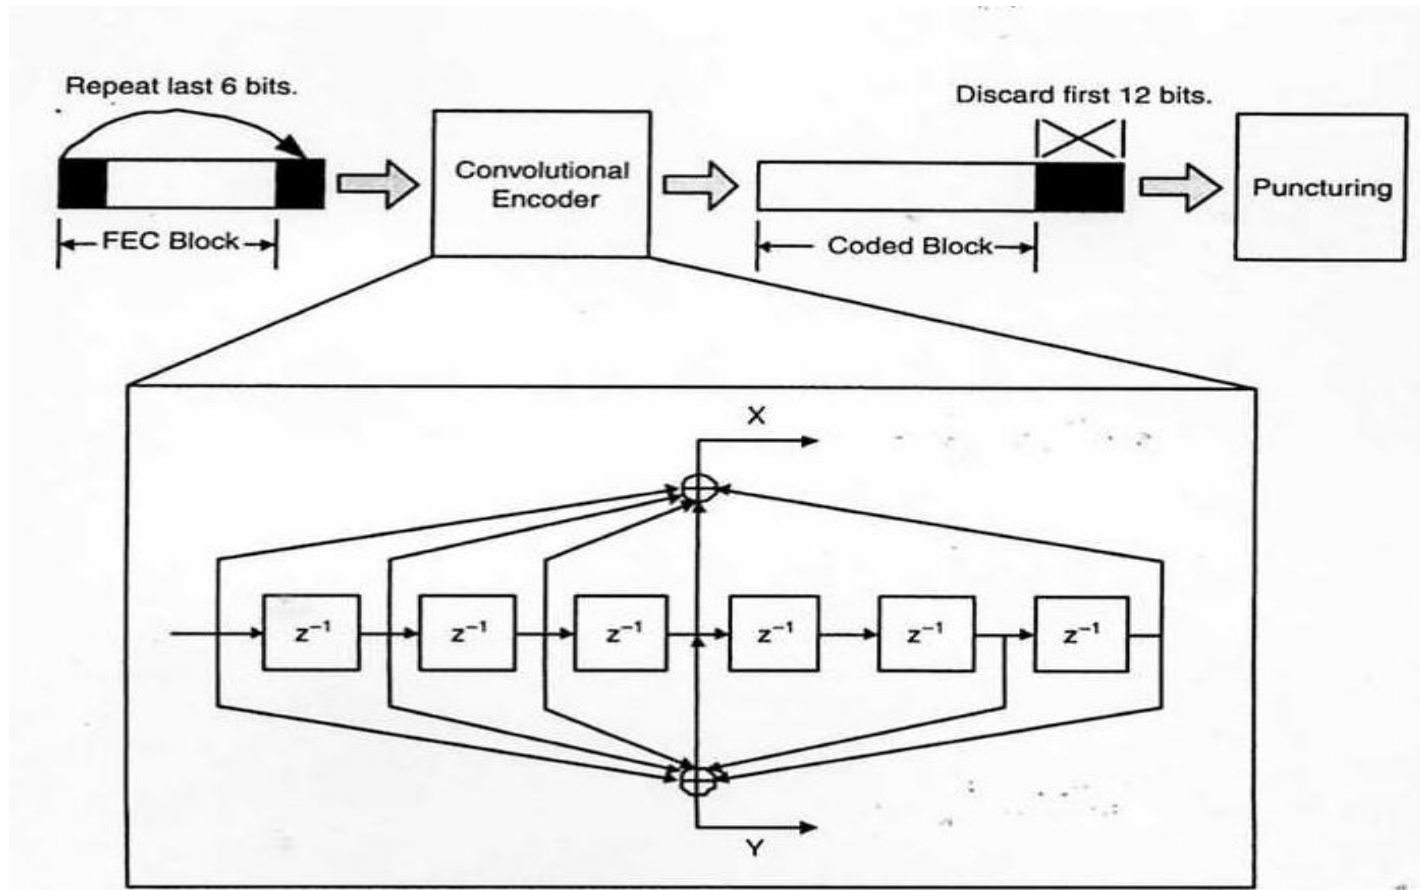 Repeat last 6 bits.
Discard first 12 bits.
Convolutional
Encoder
Puncturing
FEC Block
Coded Block
X
z⁻¹ z⁻¹ z⁻¹ z⁻¹ z⁻¹ z⁻¹
Y